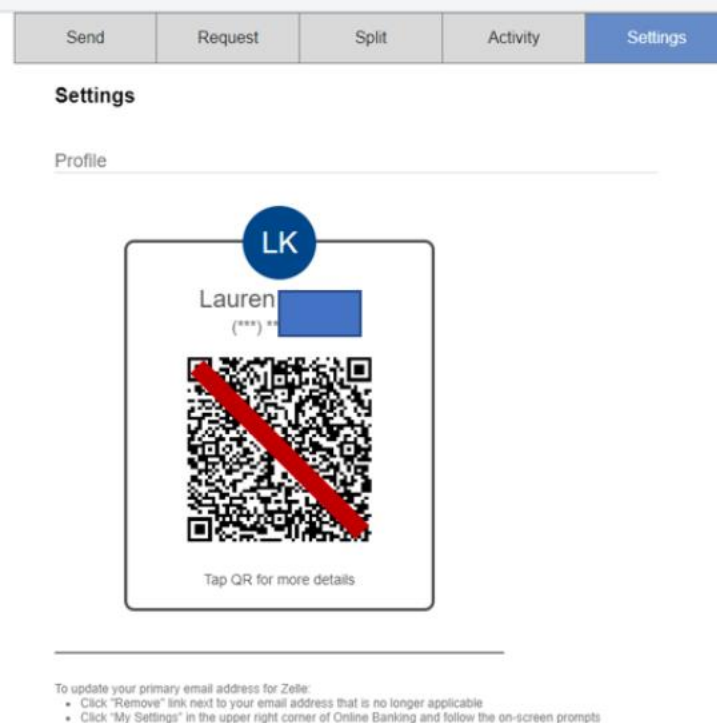 Send Request Split Activity Settings
Settings
Profile
LK
Lauren
(***) **
Tap QR for more details
To update your primary email address for Zelle:
• Click "Remove" link next to your email address that is no longer applicable
• Click "My Settings" in the upper right corner of Online Banking and follow the on-screen prompts